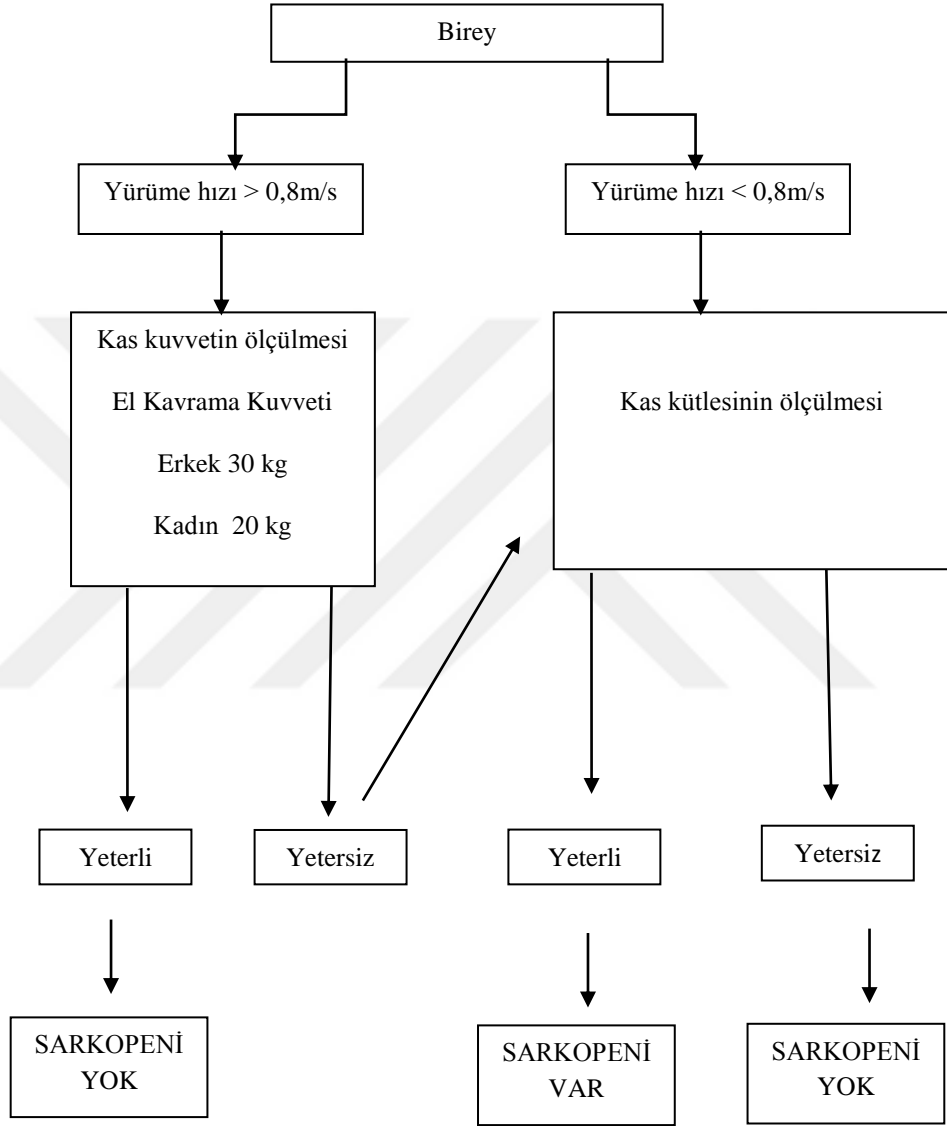 Birey
Yürüme hızı > 0,8m/s
Yürüme hızı < 0,8m/s
Kas kuvvetin ölçülmesi
El Kavrama Kuvveti
Erkek 30 kg
Kadın 20 kg
Kas kütlesinin ölçülmesi
Yeterli
Yetersiz
Yeterli
Yetersiz
SARKOPENİ
YOK
SARKOPENİ
VAR
SARKOPENİ
YOK